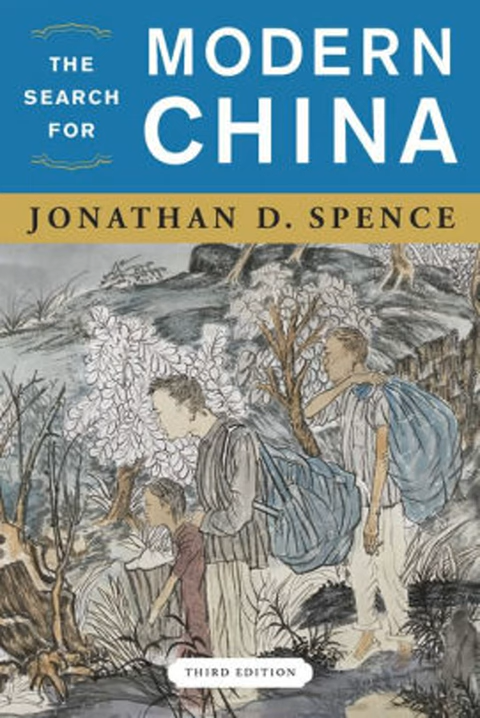 THE
SEARCH
FOR
MODERN
CHINA
JONATHAN D. SPENCE
THIRD EDITION